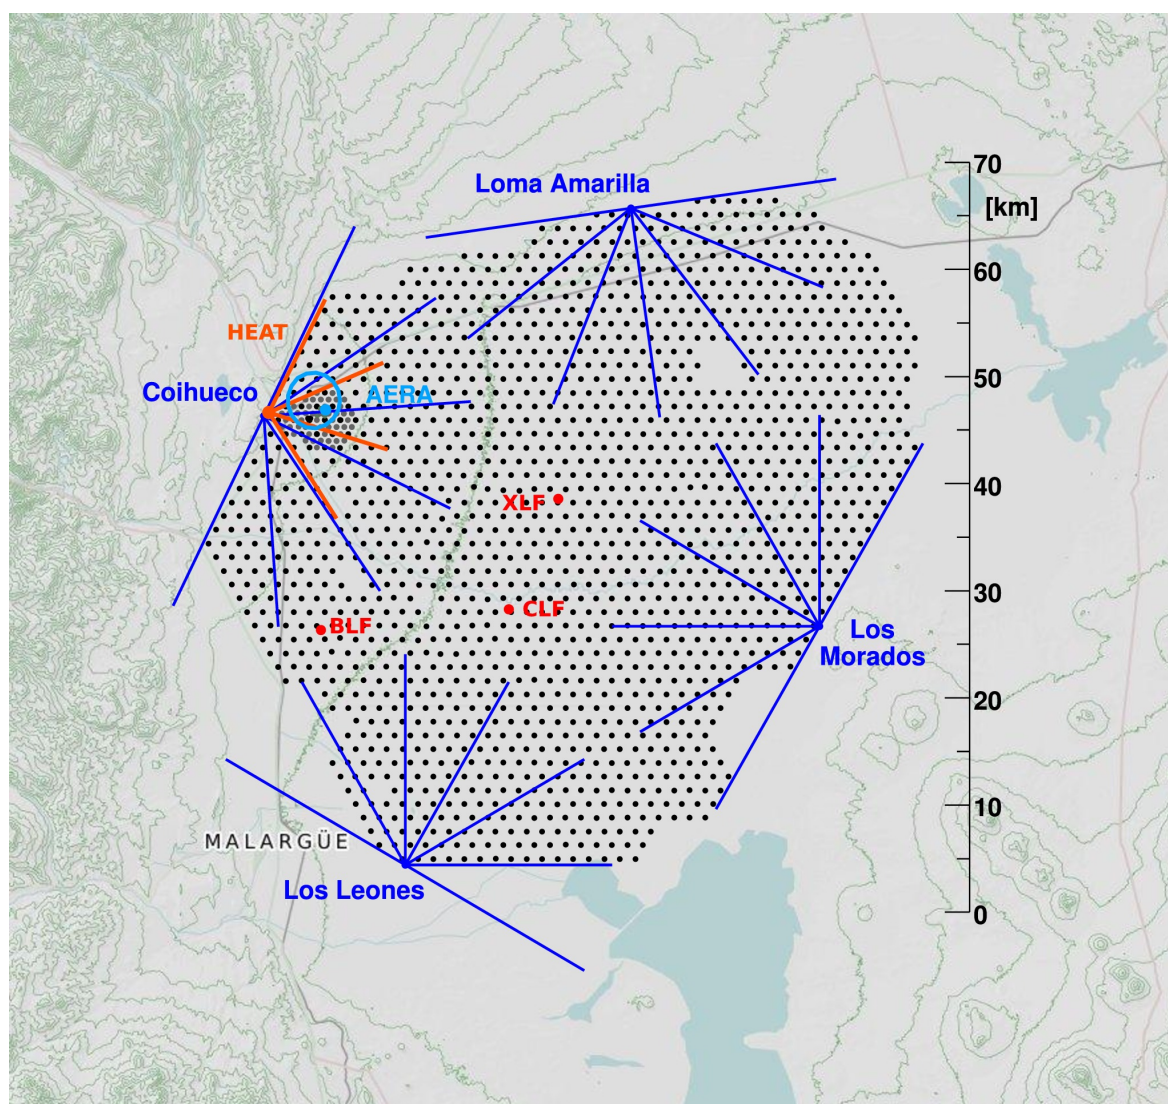 70
Loma Amarilla
[km]
60
HEAT
50
Coihueco
AERA
40
XLF
30
CLF
BLF
Los
Morados
20
10
MALARGÜE
Los Leones
0